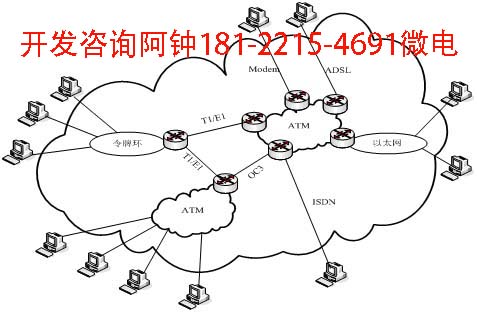 开发咨询阿钟181-2215-4691微电
Modem
ADSL
T1/E1
ATM
令牌环
以太网
T1/E1
OC3
ISDN
ATM